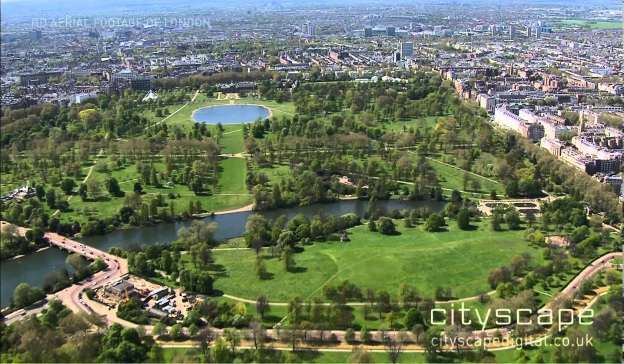 HD AERIAL FOOTAGE OF LONDON
cityscape
cityscapedigital.co.uk